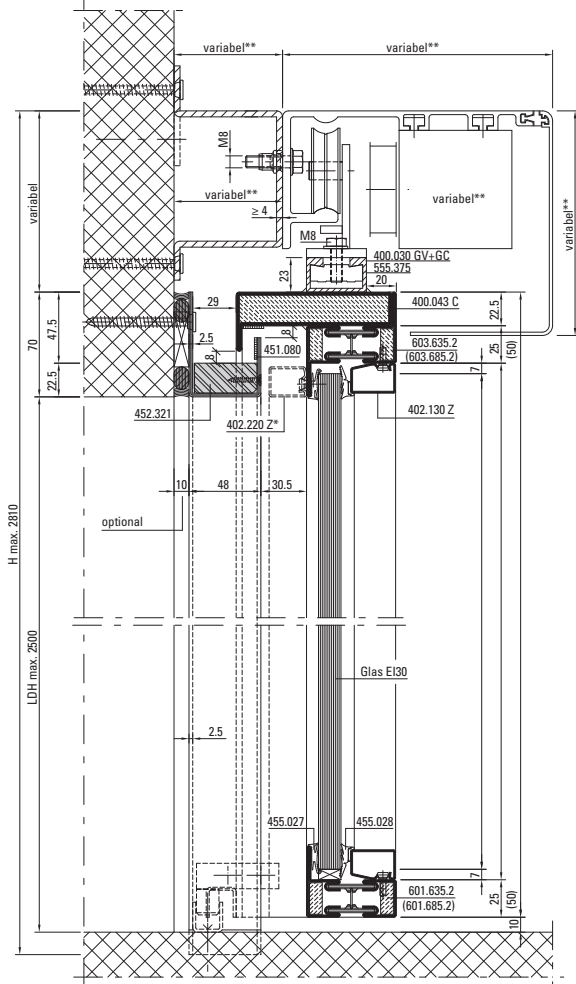 variabel**
variabel**
M8
variabel**
variabel**
variabel**
variabel
≥ 4
M8
400.030 GV+GC
555.375
23
20
400.043 C
22.5
29
47.5
70
2.5
8
8
451.080
603.635.2
(603.685.2)
25
(50)
7
22.5
452.321
402.220 Z*
402.130 Z
10
48
30.5
optional
H max. 2810
LDH max. 2500
Glas EI30
2.5
455.027
455.028
7
601.635.2
(601.685.2)
25
(50)
10